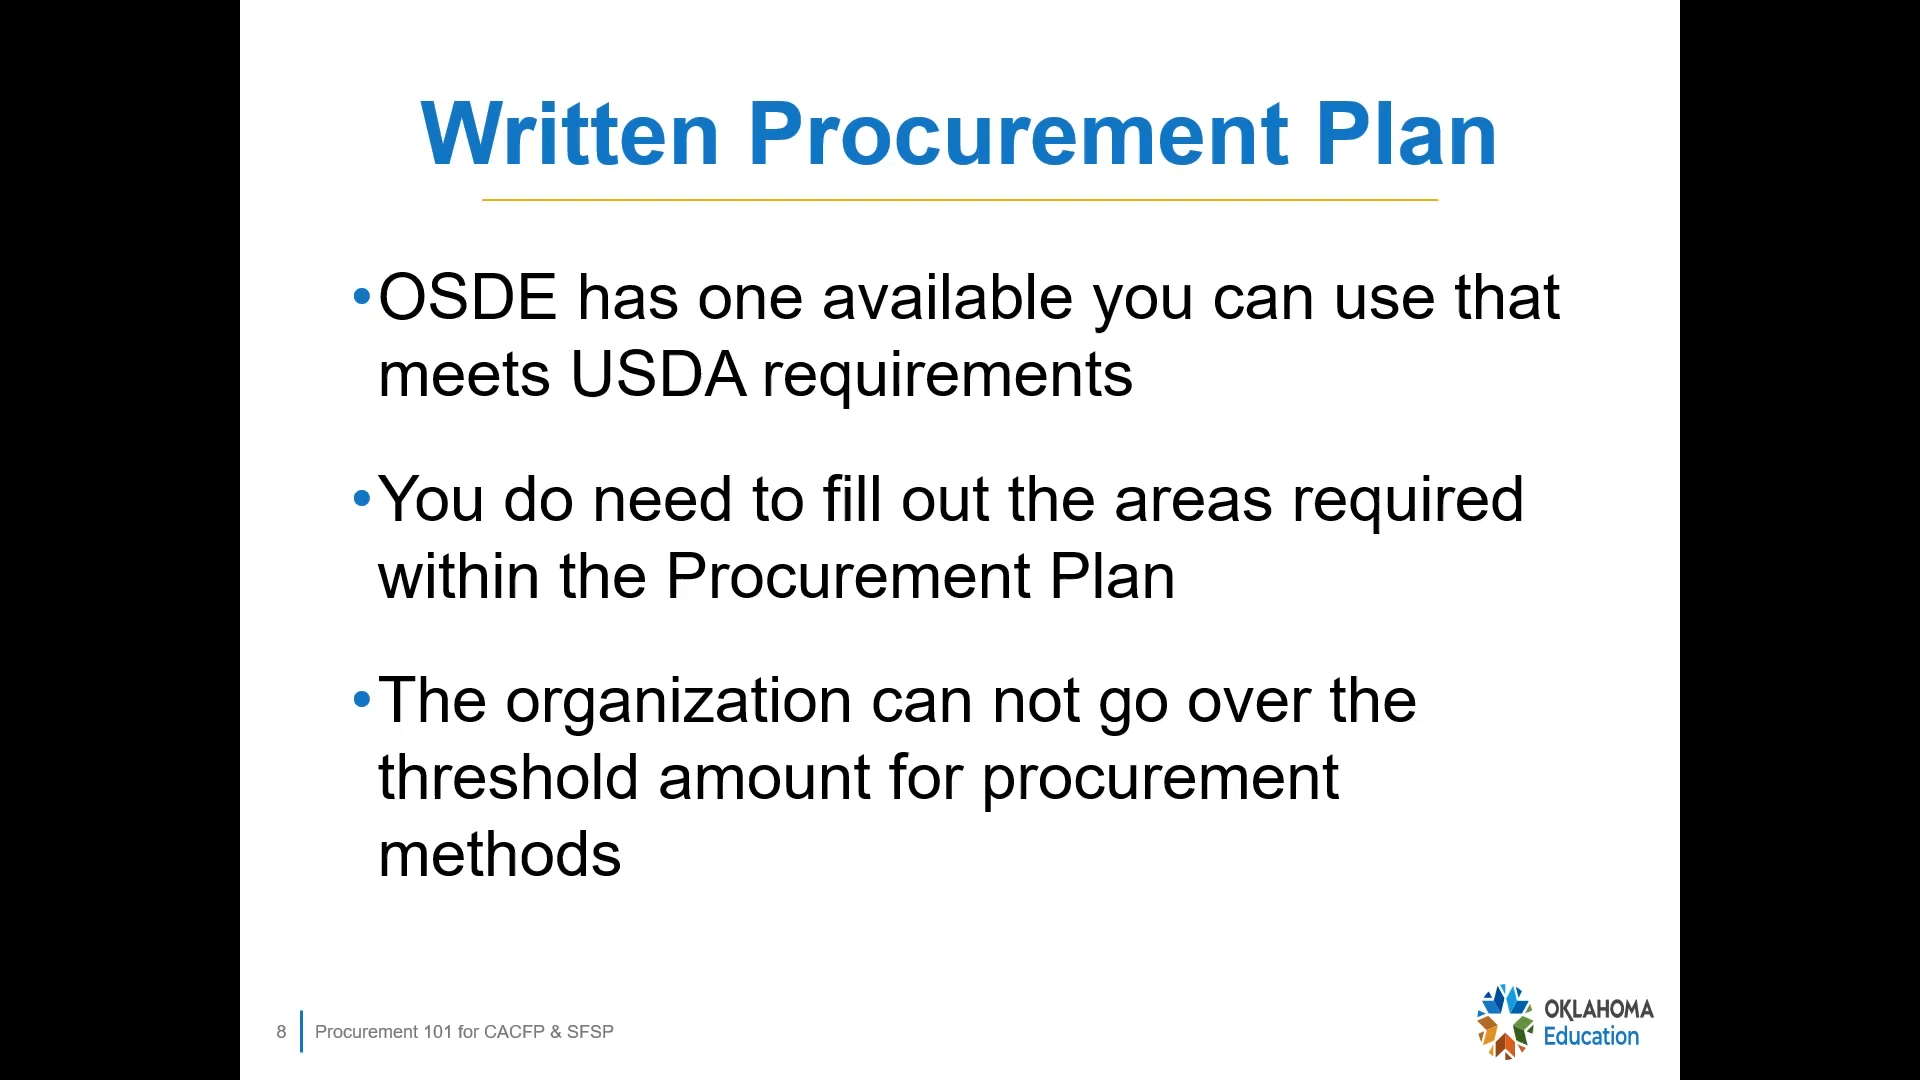 Written Procurement Plan
•OSDE has one available you can use that
meets USDA requirements
•You do need to fill out the areas required
within the Procurement Plan
•The organization can not go over the
threshold amount for procurement
methods
8
Procurement 101 for CACFP & SFSP
OKLAHOMA
Education